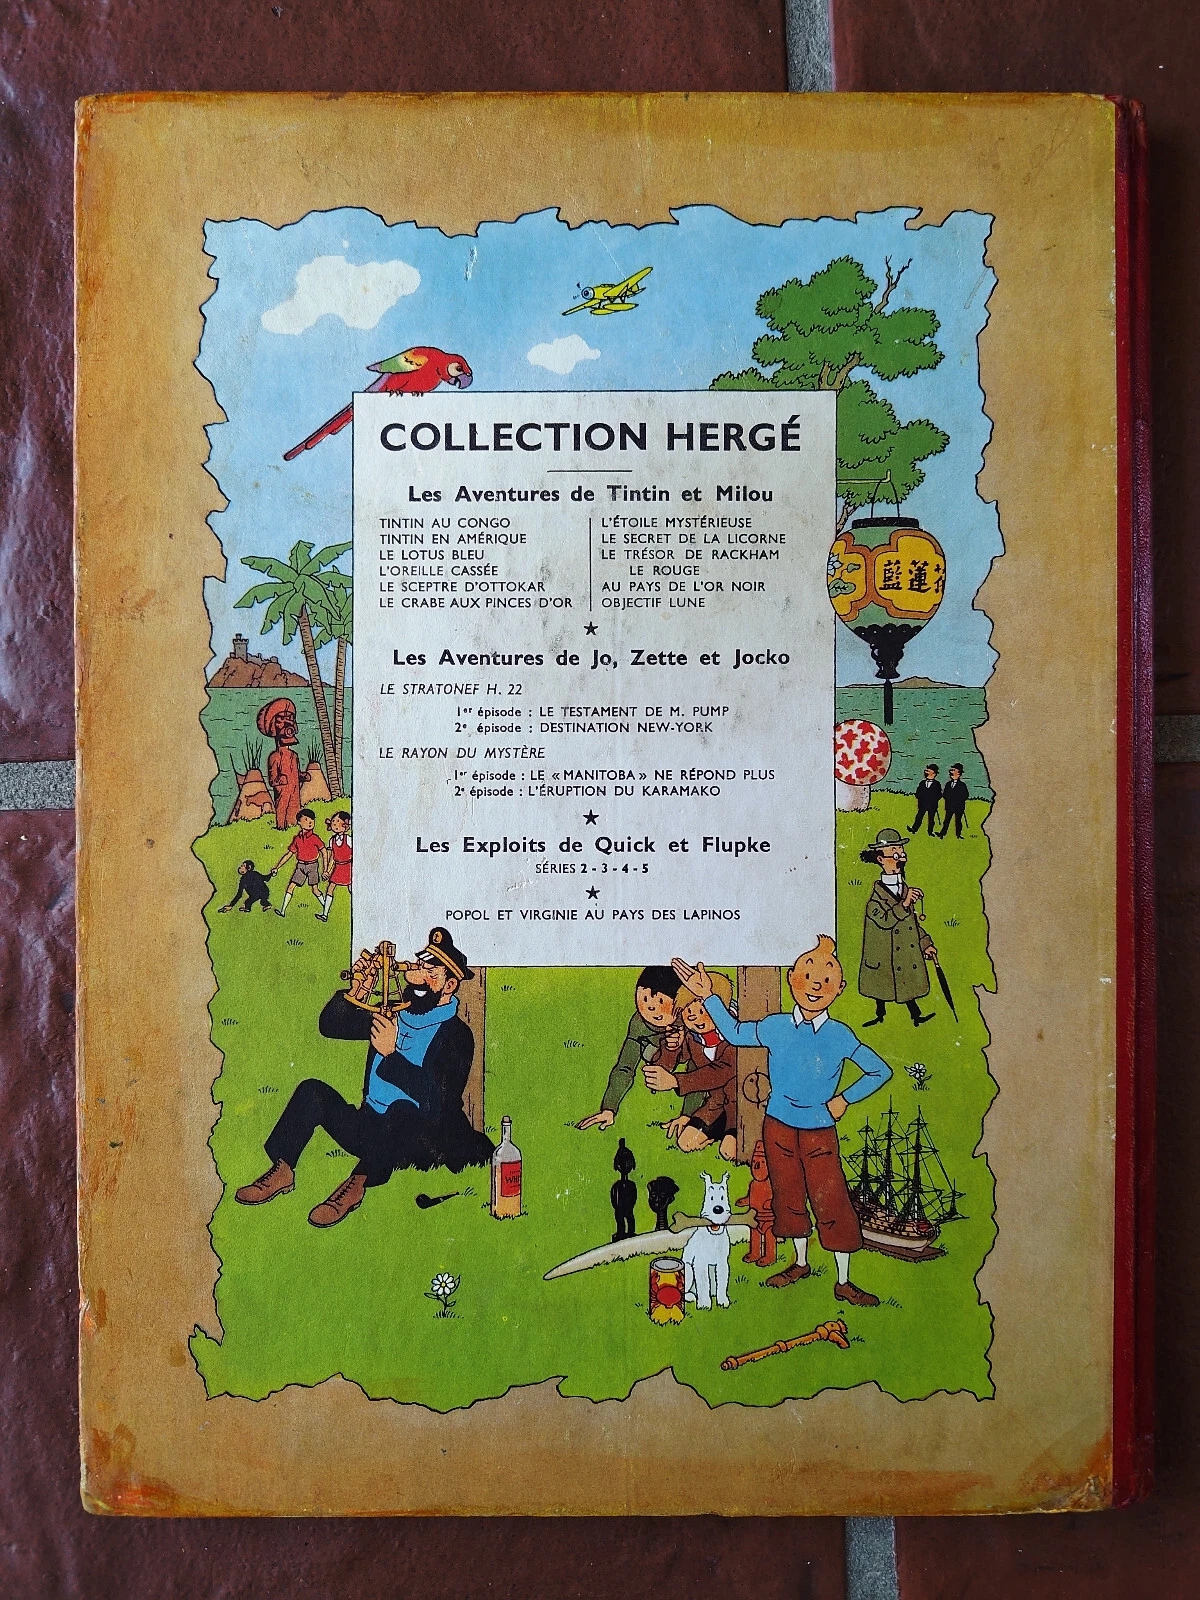 COLLECTION HERGÉ
Les Aventures de Tintin et Milou
TINTIN AU CONGO
TINTIN EN AMÉRIQUE
LE LOTUS BLEU
L'OREILLE CASSÉE
LE SCEPTRE D'OTTOKAR
LE CRABE AUX PINCES D'OR
L'ÉTOILE MYSTÉRIEUSE
LE SECRET DE LA LICORNE
LE TRÉSOR DE RACKHAM
LE ROUGE
AU PAYS DE L'OR NOIR
OBJECTIF LUNE
Les Aventures de Jo, Zette et Jocko
LE STRATONEF H. 22
1er épisode : LE TESTAMENT DE M. PUMP
2e épisode : DESTINATION NEW-YORK
LE RAYON DU MYSTÈRE
1er épisode : LE « MANITOBA » NE RÉPOND PLUS
2e épisode : L'ÉRUPTION DU KARAMAKO
Les Exploits de Quick et Flupke
SÉRIES 2 - 3 - 4 - 5
POPOL ET VIRGINIE AU PAYS DES LAPINOS
藍蓮